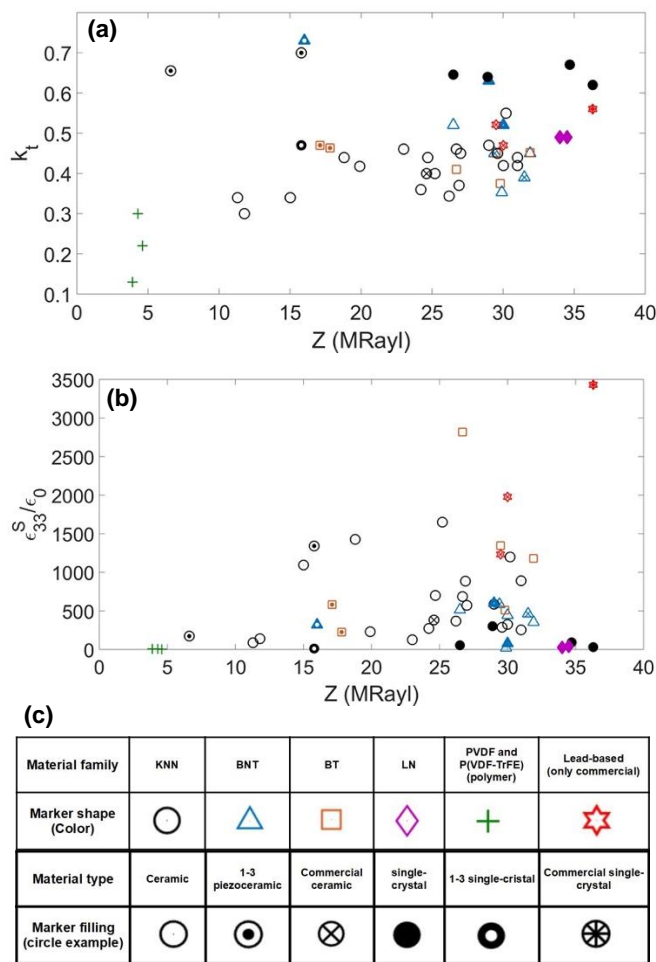 (a)
0.7
0.6
0.5
0.4
0.3
0.2
0.1
k_t
0 5 10 15 20 25 30 35 40
Z (MRayl)
(b)
3500
3000
2500
2000
1500
1000
500
0
ϵ^S_33/ϵ_0
0 5 10 15 20 25 30 35 40
Z (MRayl)
(c)
Material family KNN BNT BT LN PVDF and P(VDF-TrFE) (polymer) Lead-based (only commercial)
Marker shape (Color)
Material type Ceramic 1-3 piezoceramic Commercial ceramic single-crystal 1-3 single-cristal Commercial single-crystal
Marker filling (circle example)